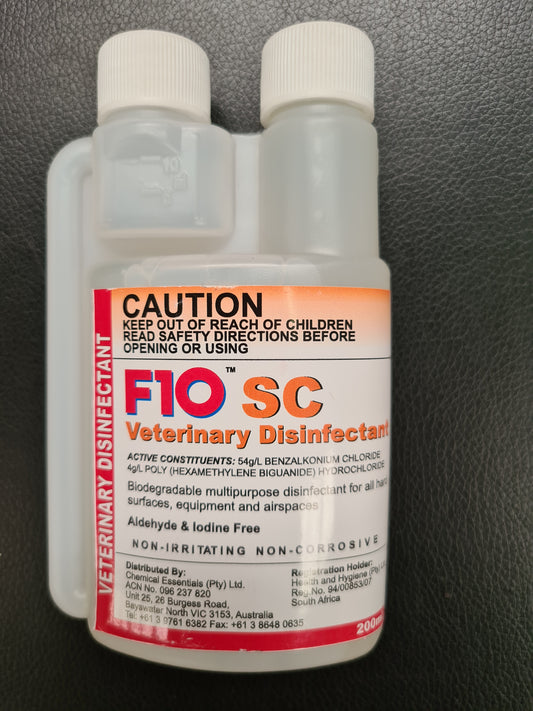 CAUTION
KEEP OUT OF REACH OF CHILDREN
READ SAFETY DIRECTIONS BEFORE
OPENING OR USING
VETERINARY DISINFECTANT
F10™ SC
Veterinary Disinfectant
ACTIVE CONSTITUENTS: 54g/L BENZALKONIUM CHLORIDE
4g/L POLY (HEXAMETHYLENE BIGUANIDE) HYDROCHLORIDE
Biodegradable multipurpose disinfectant for all hard
surfaces, equipment and airspaces
Aldehyde & Iodine Free
NON-IRRITATING NON-CORROSIVE
Distributed By:
Chemical Essentials (Pty) Ltd.
ACN No. 096 237 820
Unit 25, 26 Burgess Road,
Bayswater North VIC 3153, Australia
Tel: +61 3 9761 6382 Fax: +61 3 8648 0635
Registration Holder:
Health and Hygiene (Pty)
Reg.No. 94/00853/07
South Africa
200ml